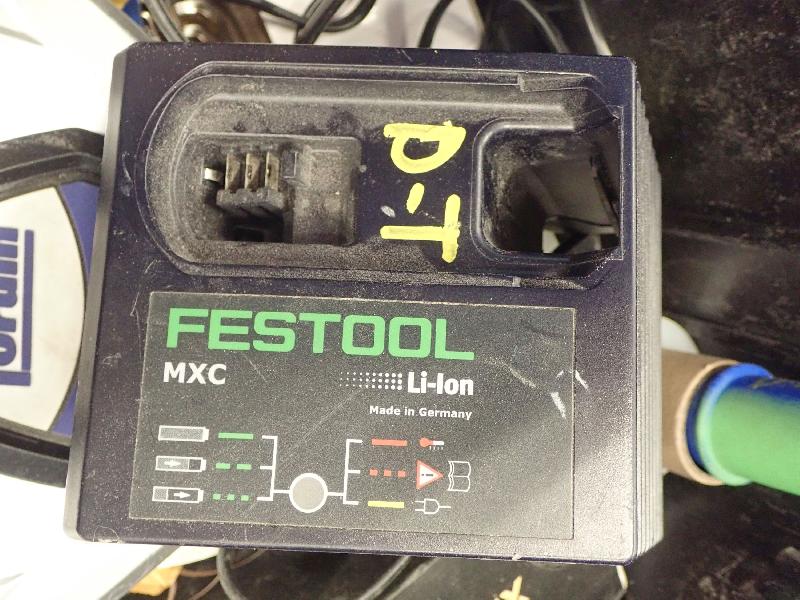 D-T
FESTOOL
MXC
Li-Ion
Made in Germany